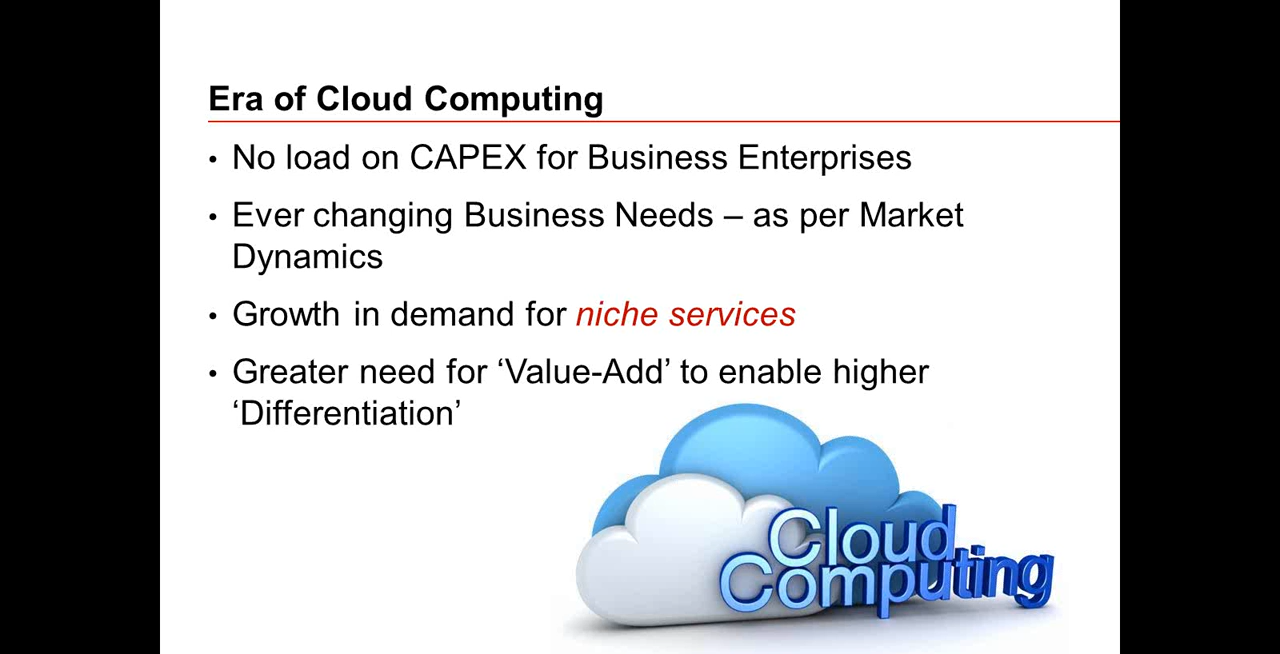 Era of Cloud Computing
• No load on CAPEX for Business Enterprises
• Ever changing Business Needs – as per Market
Dynamics
• Growth in demand for niche services
• Greater need for ‘Value-Add’ to enable higher
‘Differentiation’
Cloud
Computing